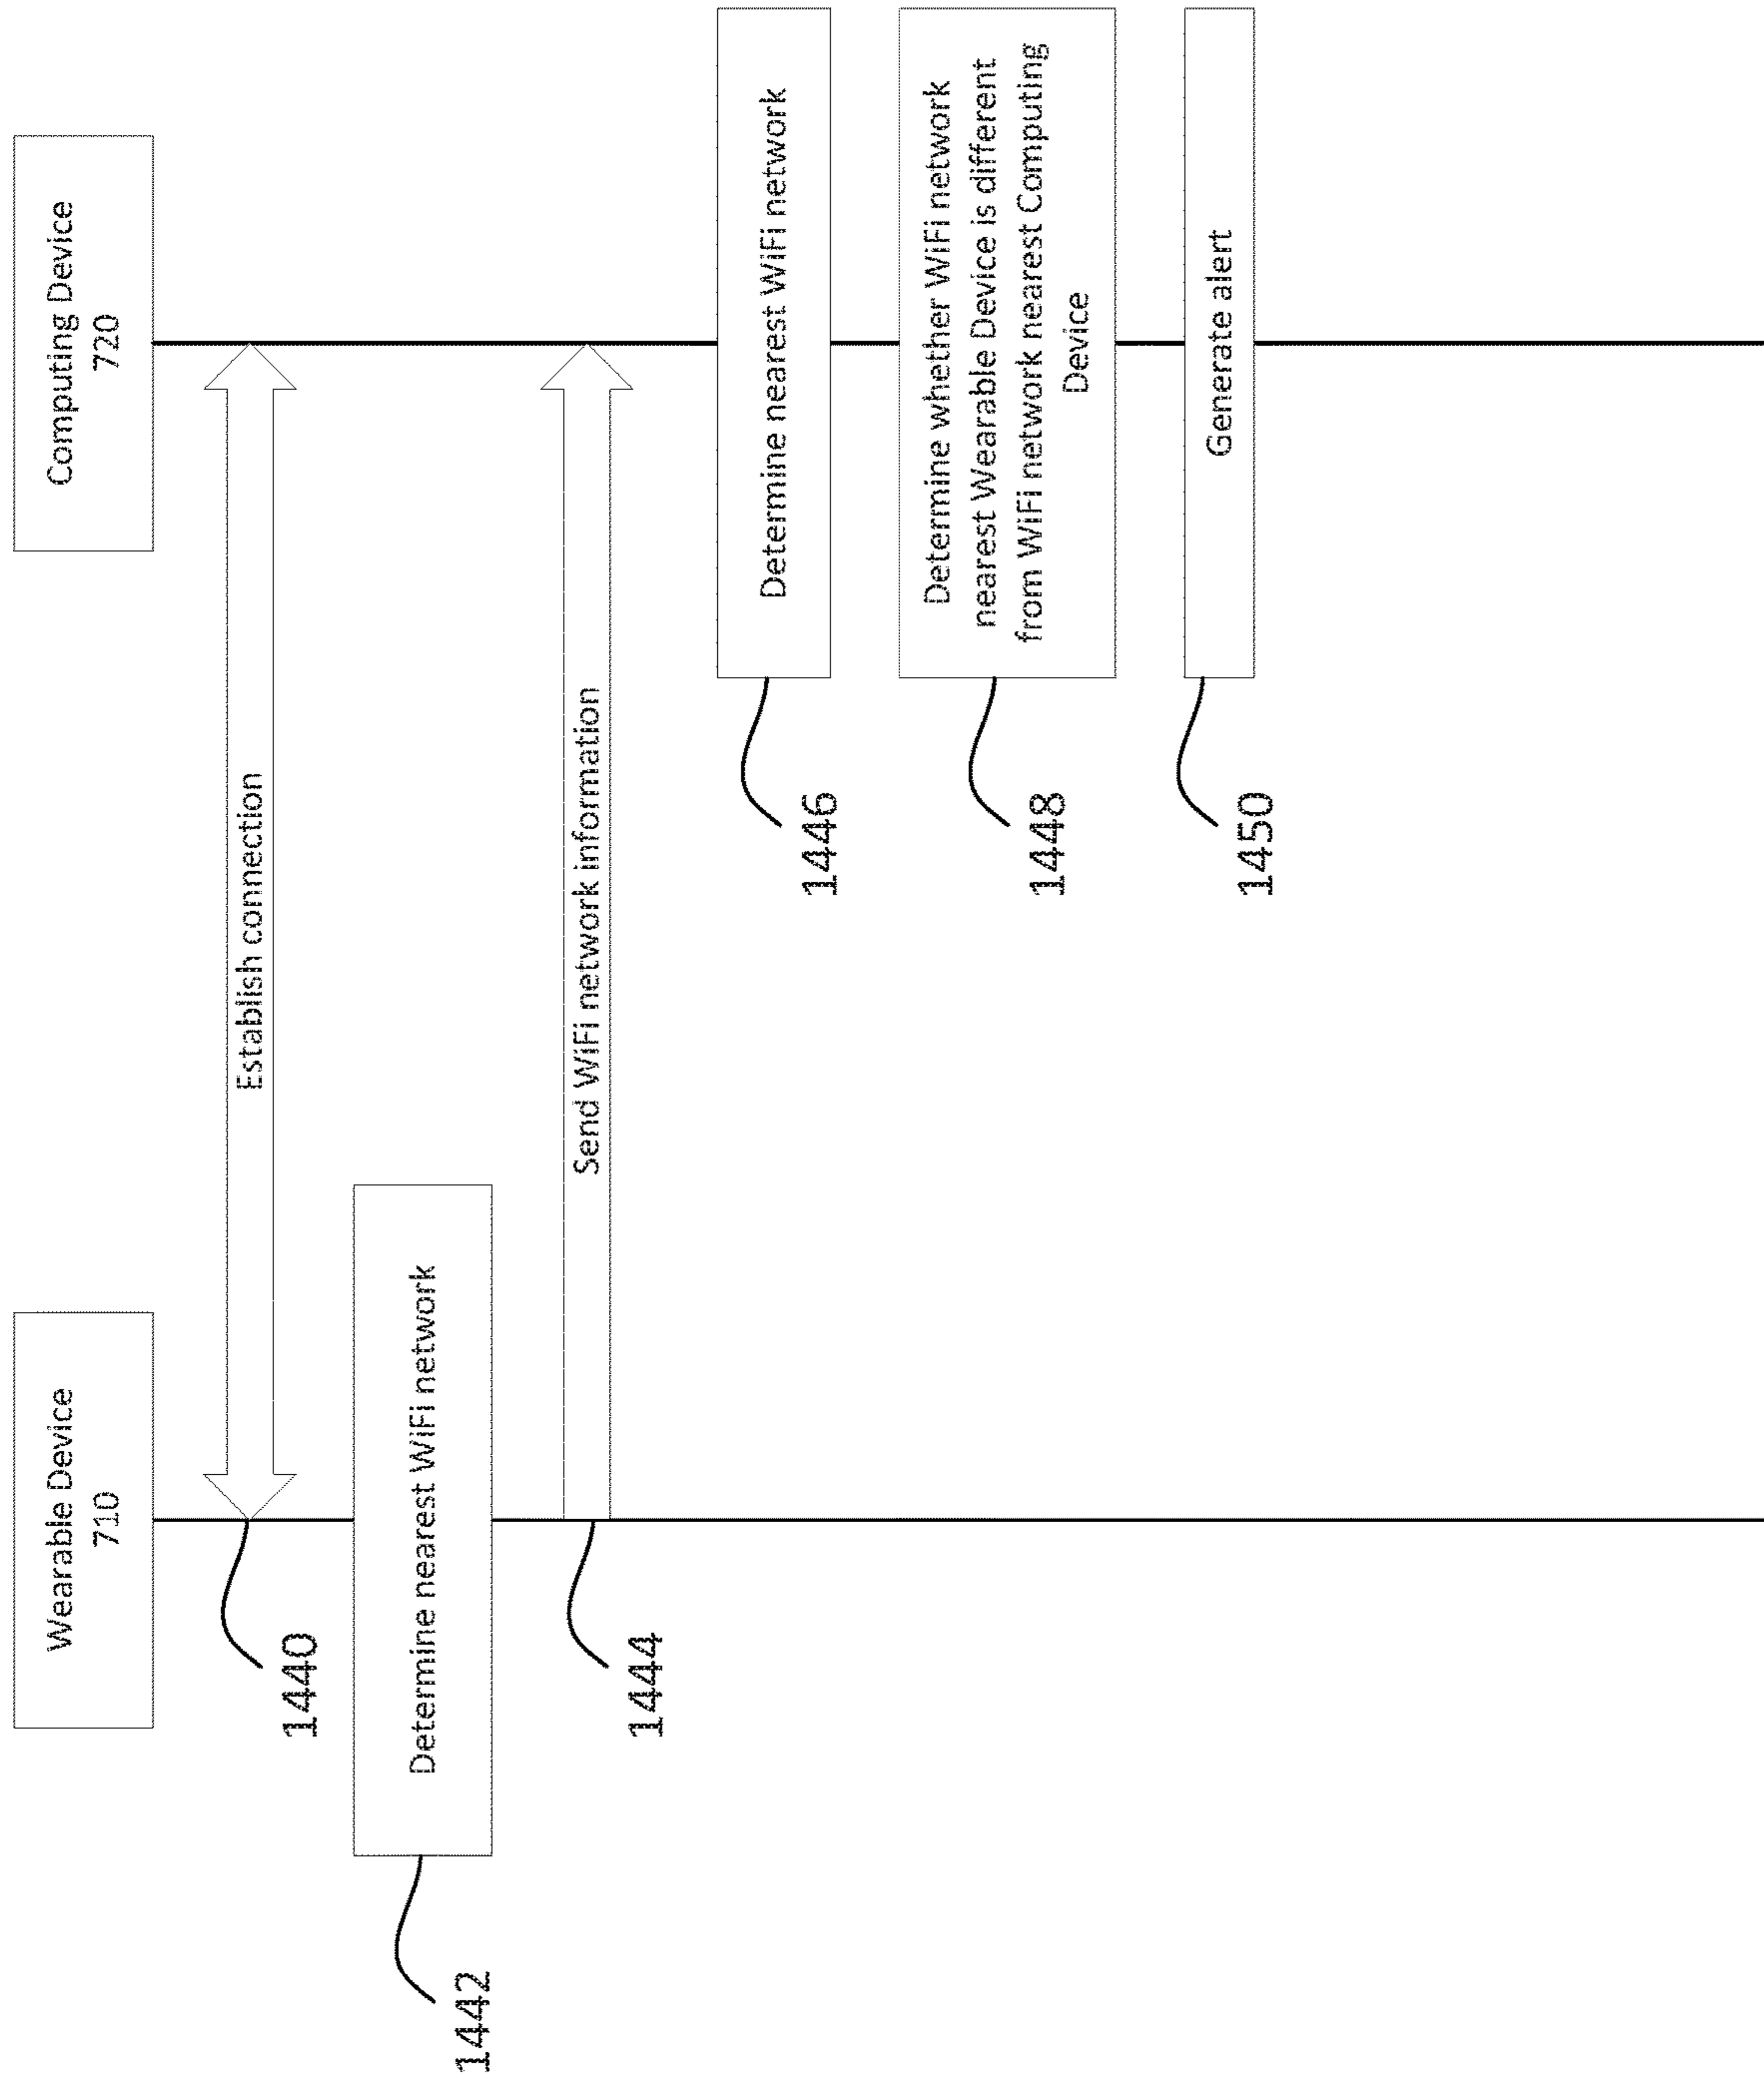 Wearable Device
710
Computing Device
720
Establish connection
1440
Determine nearest WiFi network
1442
Send WiFi network information
1444
Determine nearest WiFi network
1446
Determine whether WiFi network
nearest Wearable Device is different
from WiFi network nearest Computing
Device
1448
Generate alert
1450